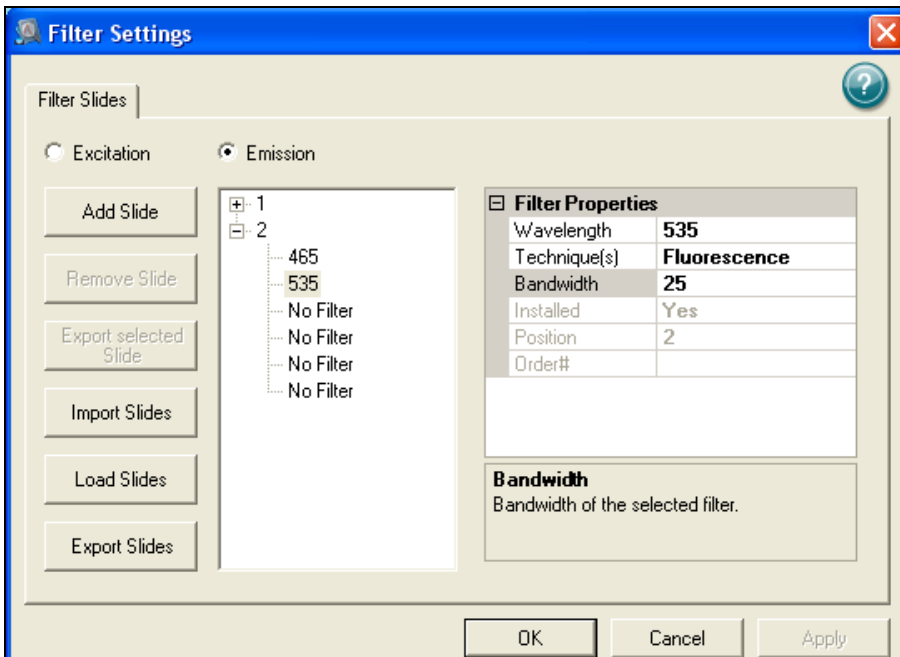 Filter Settings
?
Filter Slides
Excitation
Emission
Add Slide
Remove Slide
Export selected
Slide
Import Slides
Load Slides
Export Slides
1
2
465
535
No Filter
No Filter
No Filter
No Filter
Filter Properties
Wavelength 535
Technique(s) Fluorescence
Bandwidth 25
Installed Yes
Position 2
Order#
Bandwidth
Bandwidth of the selected filter.
OK
Cancel
Apply